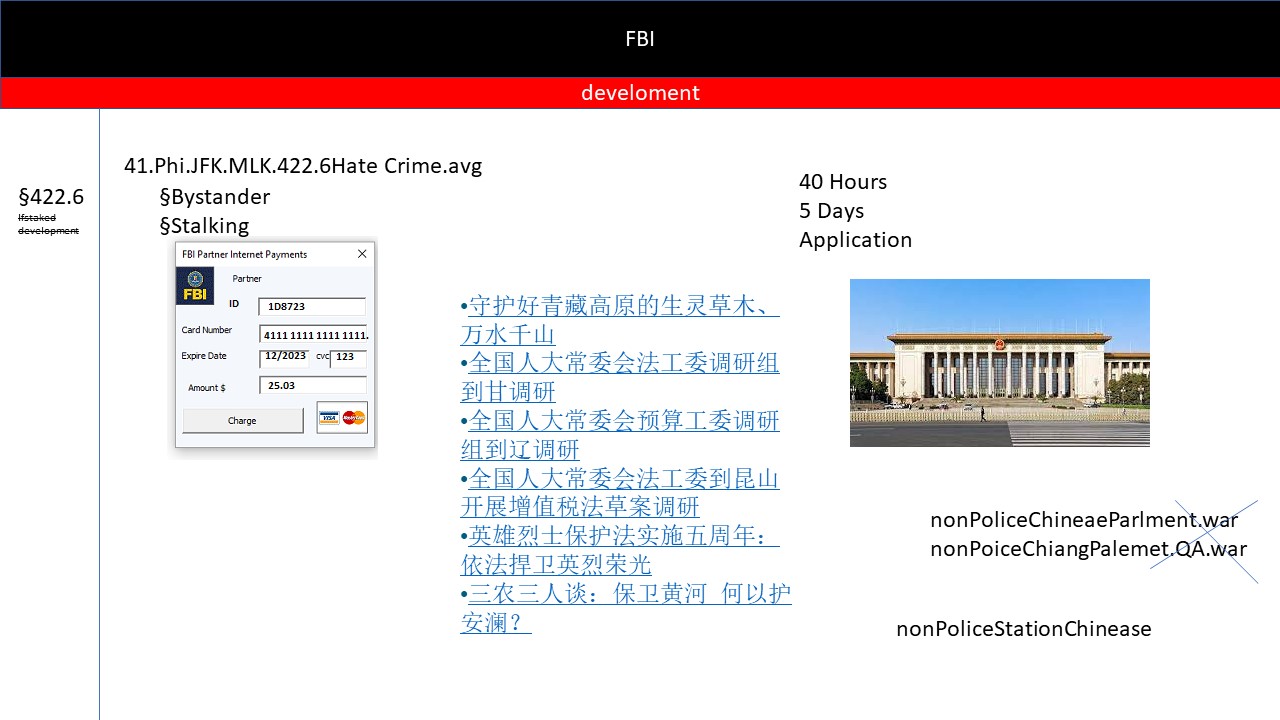 FBI
develoment
§422.6
lfstaked
development
41.Phi.JFK.MLK.422.6Hate Crime.avg
§Bystander
§Stalking
FBI Partner Internet Payments
FBI
Partner
ID
1D8723
Card Number
4111 1111 1111 1111.
Expire Date
12/2023
cvc
123
Amount $
25.03
Charge
VISA
MasterCard
•守护好青藏高原的生灵草木、
万水千山
•全国人大常委会法工委调研组
到甘调研
•全国人大常委会预算工委调研
组到辽调研
•全国人大常委会法工委到昆山
开展增值税法草案调研
•英雄烈士保护法实施五周年：
依法捍卫英烈荣光
•三农三人谈：保卫黄河 何以护
安澜？
40 Hours
5 Days
Application
nonPoliceChineaeParlment.war
nonPoiceChiangPalemet.QA.war
nonPoliceStationChinease